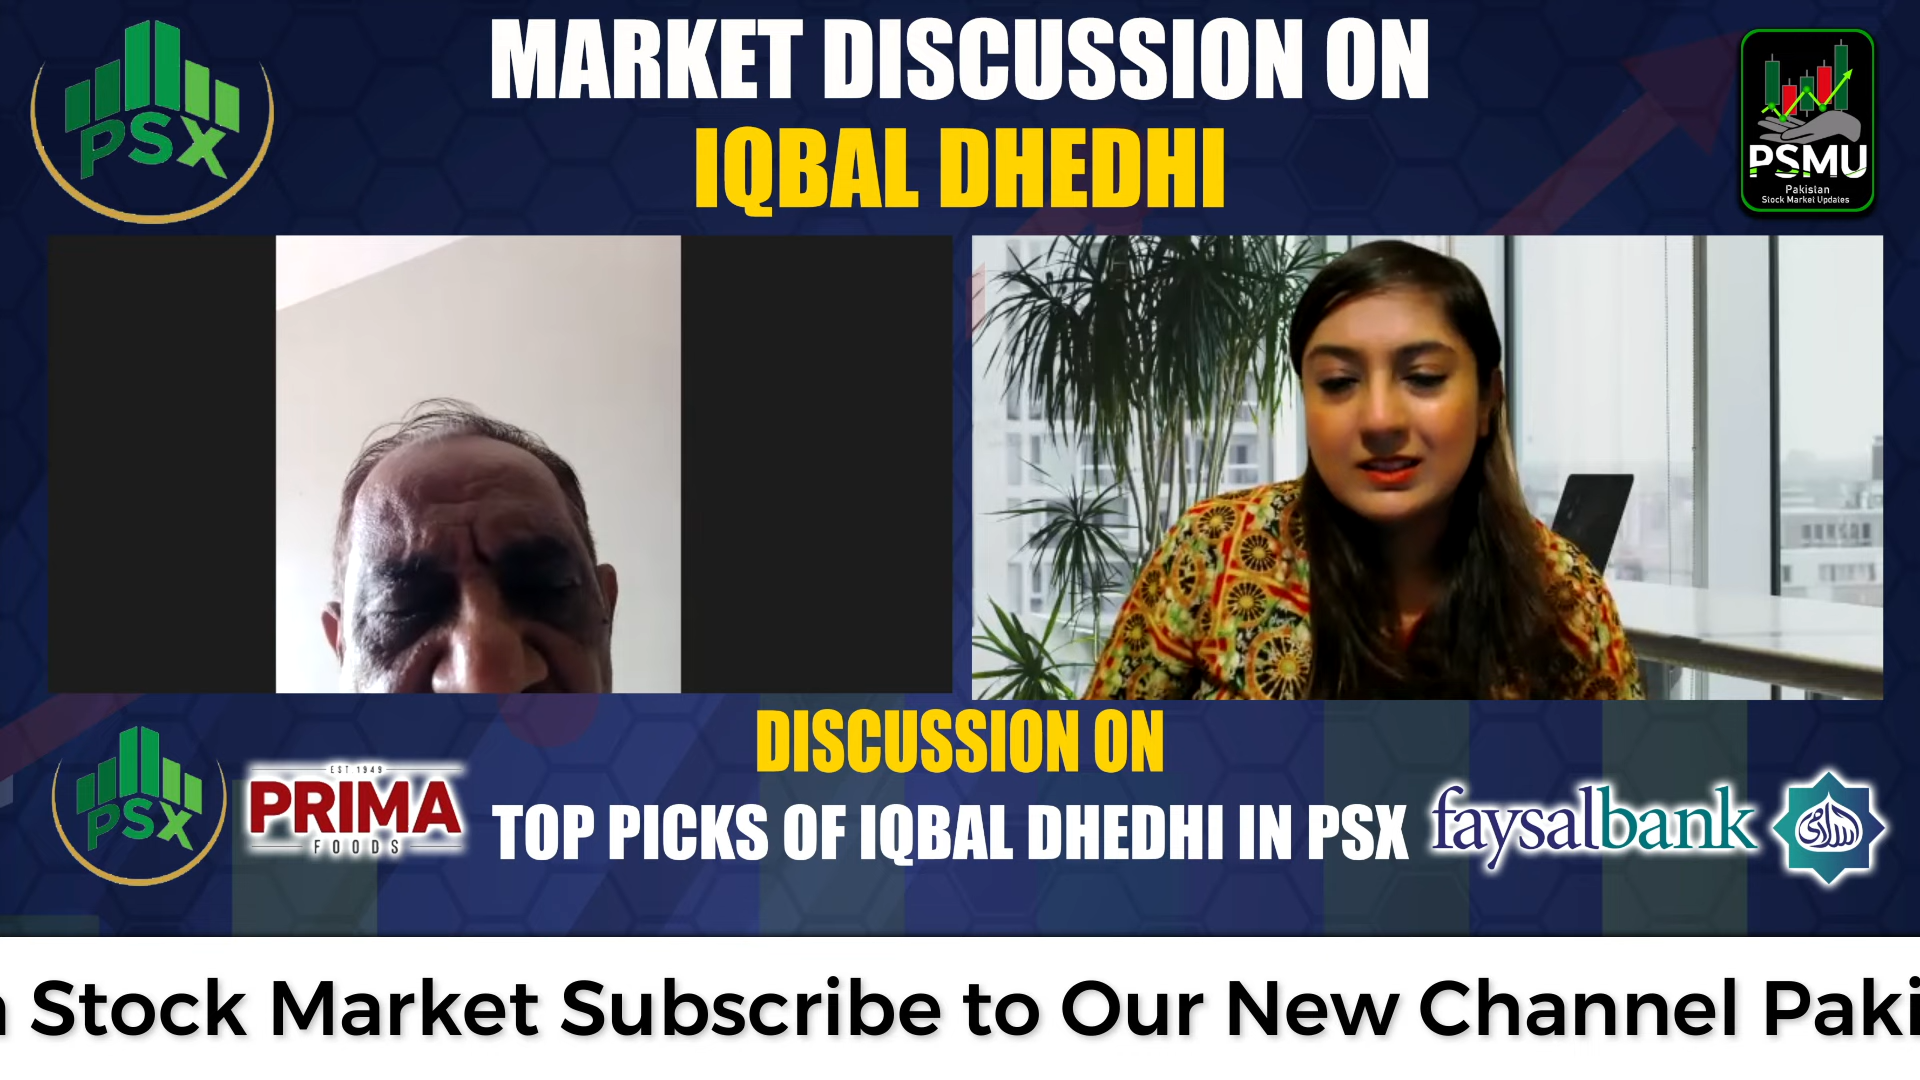 MARKET DISCUSSION ON
IQBAL DHEDHI
PSX
PSMU
Pakistan
Stock Market Updates
DISCUSSION ON
TOP PICKS OF IQBAL DHEDHI IN PSX
PSX
EST. 1949
PRIMA
FOODS
faysalbank
Stock Market Subscribe to Our New Channel Paki